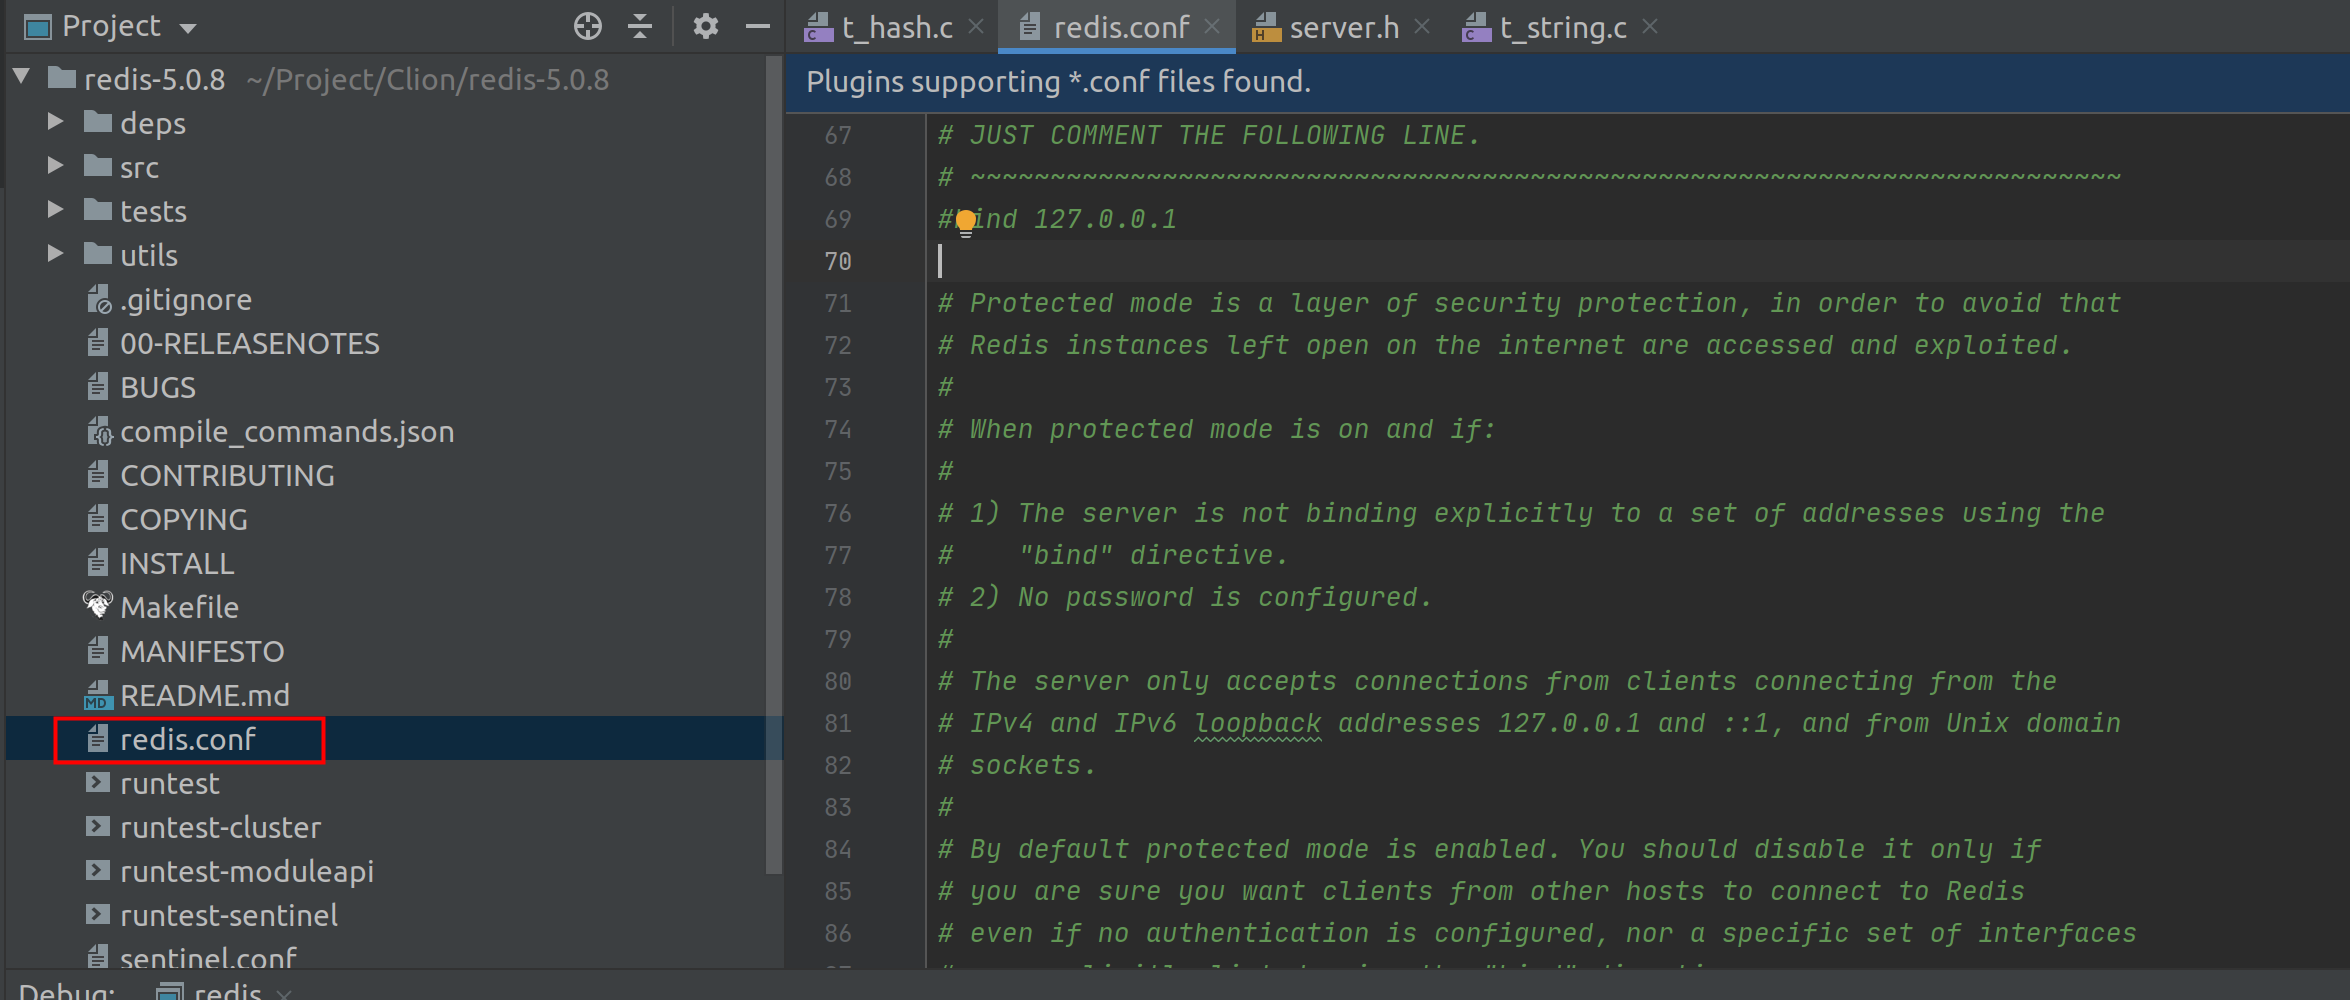 Project
redis-5.0.8 ~/Project/Clion/redis-5.0.8
deps
src
tests
utils
.gitignore
00-RELEASENOTES
BUGS
compile_commands.json
CONTRIBUTING
COPYING
INSTALL
Makefile
MANIFESTO
README.md
redis.conf
runtest
runtest-cluster
runtest-moduleapi
runtest-sentinel
sentinel.conf
t_hash.c redis.conf server.h t_string.c
Plugins supporting *.conf files found.
67 # JUST COMMENT THE FOLLOWING LINE.
68 # ~~~~~~~~~~~~~~~~~~~~~~~~~~~~~~~~~~~~~~~~~~~~~~~~~~~~~~~~~~~~~~~~~~~~~~~~
69 #bind 127.0.0.1
70
71 # Protected mode is a layer of security protection, in order to avoid that
72 # Redis instances left open on the internet are accessed and exploited.
73 #
74 # When protected mode is on and if:
75 #
76 # 1) The server is not binding explicitly to a set of addresses using the
77 #    "bind" directive.
78 # 2) No password is configured.
79 #
80 # The server only accepts connections from clients connecting from the
81 # IPv4 and IPv6 loopback addresses 127.0.0.1 and ::1, and from Unix domain
82 # sockets.
83 #
84 # By default protected mode is enabled. You should disable it only if
85 # you are sure you want clients from other hosts to connect to Redis
86 # even if no authentication is configured, nor a specific set of interfaces
Debug: redis